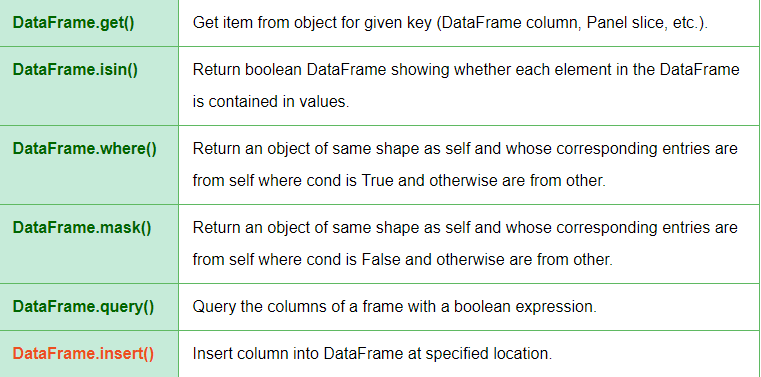 DataFrame.get() Get item from object for given key (DataFrame column, Panel slice, etc.).
DataFrame.isin() Return boolean DataFrame showing whether each element in the DataFrame
is contained in values.
DataFrame.where() Return an object of same shape as self and whose corresponding entries are
from self where cond is True and otherwise are from other.
DataFrame.mask() Return an object of same shape as self and whose corresponding entries are
from self where cond is False and otherwise are from other.
DataFrame.query() Query the columns of a frame with a boolean expression.
DataFrame.insert() Insert column into DataFrame at specified location.